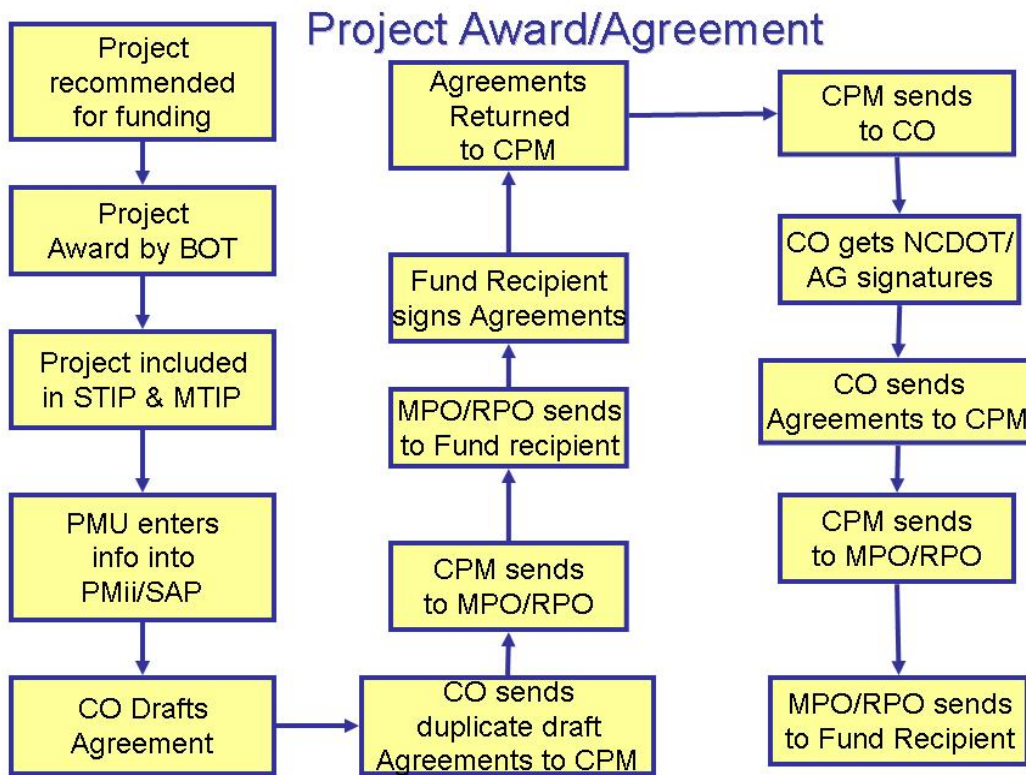 Project Award/Agreement
Project
recommended
for funding
Project
Award by BOT
Project included
in STIP & MTIP
PMU enters
info into
PMii/SAP
CO Drafts
Agreement
CO sends
duplicate draft
Agreements to CPM
CPM sends
to MPO/RPO
MPO/RPO sends
to Fund recipient
Fund Recipient
signs Agreements
Agreements
Returned
to CPM
CPM sends
to CO
CO gets NCDOT/
AG signatures
CO sends
Agreements to CPM
CPM sends
to MPO/RPO
MPO/RPO sends
to Fund Recipient